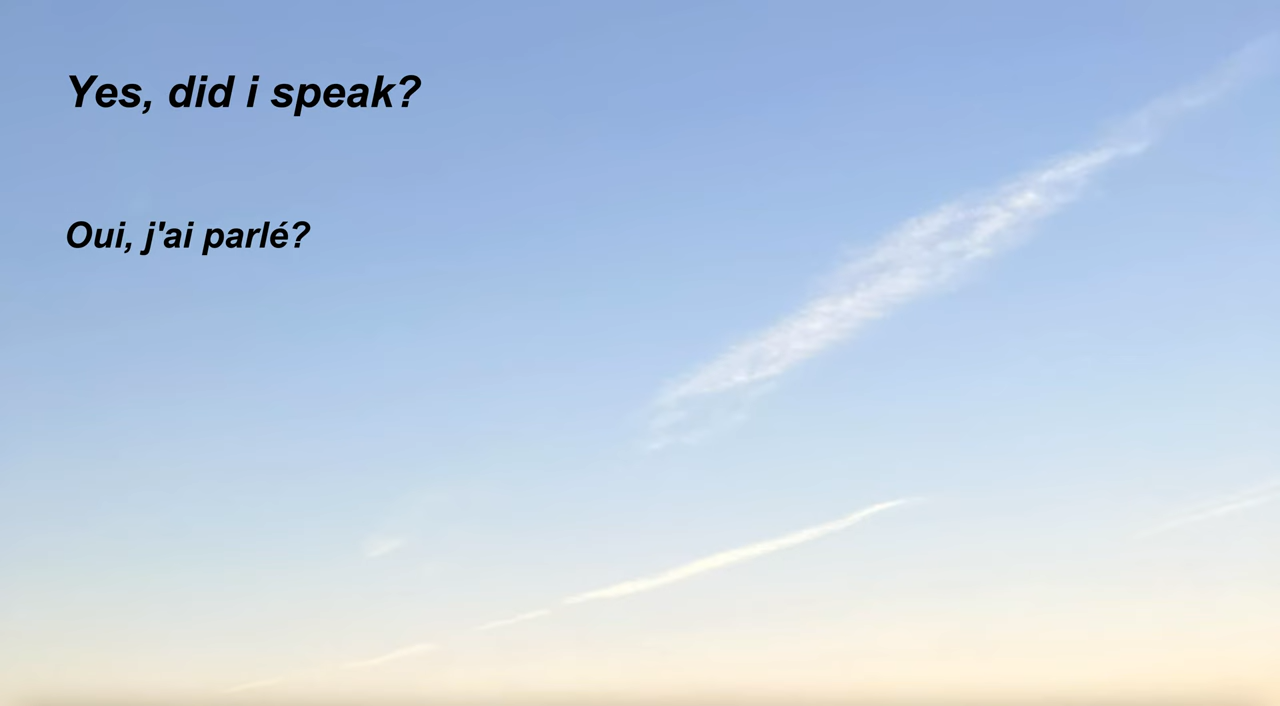 Yes, did i speak?
Oui, j'ai parlé?